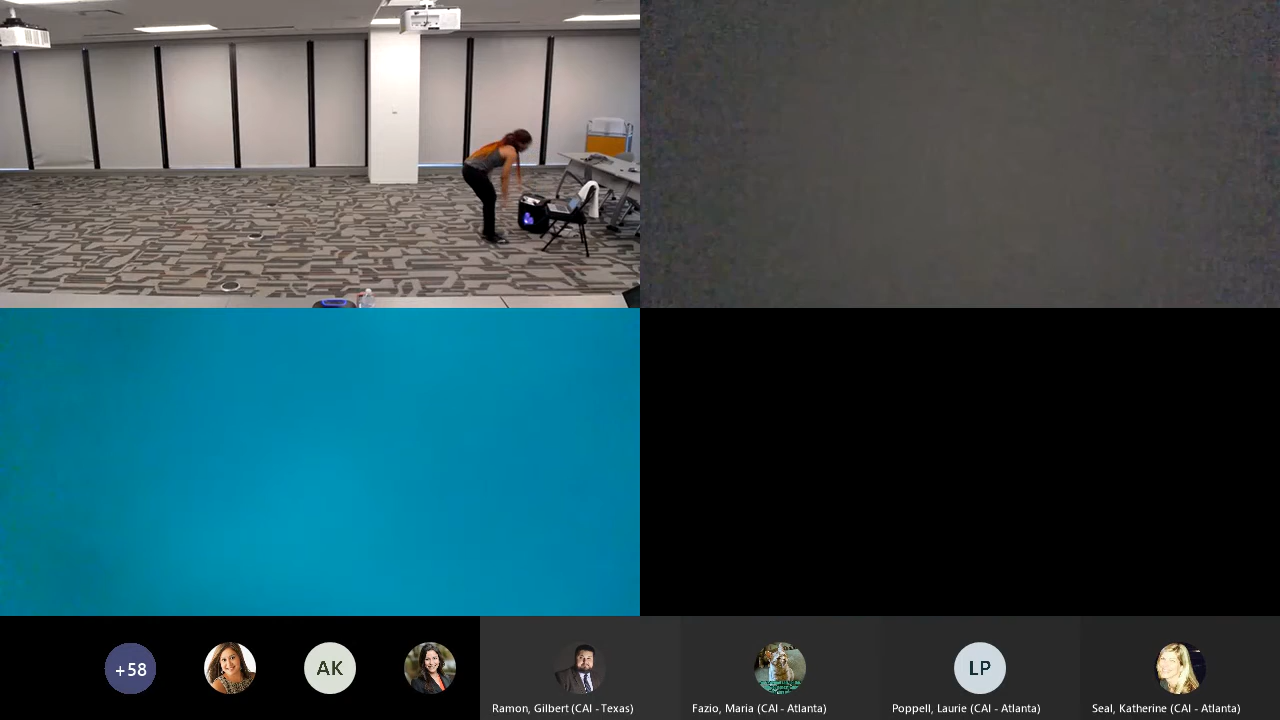 +58
AK
LP
Ramon, Gilbert (CAI - Texas)
Fazio, Maria (CAI - Atlanta)
Poppell, Laurie (CAI - Atlanta)
Seal, Katherine (CAI - Atlanta)